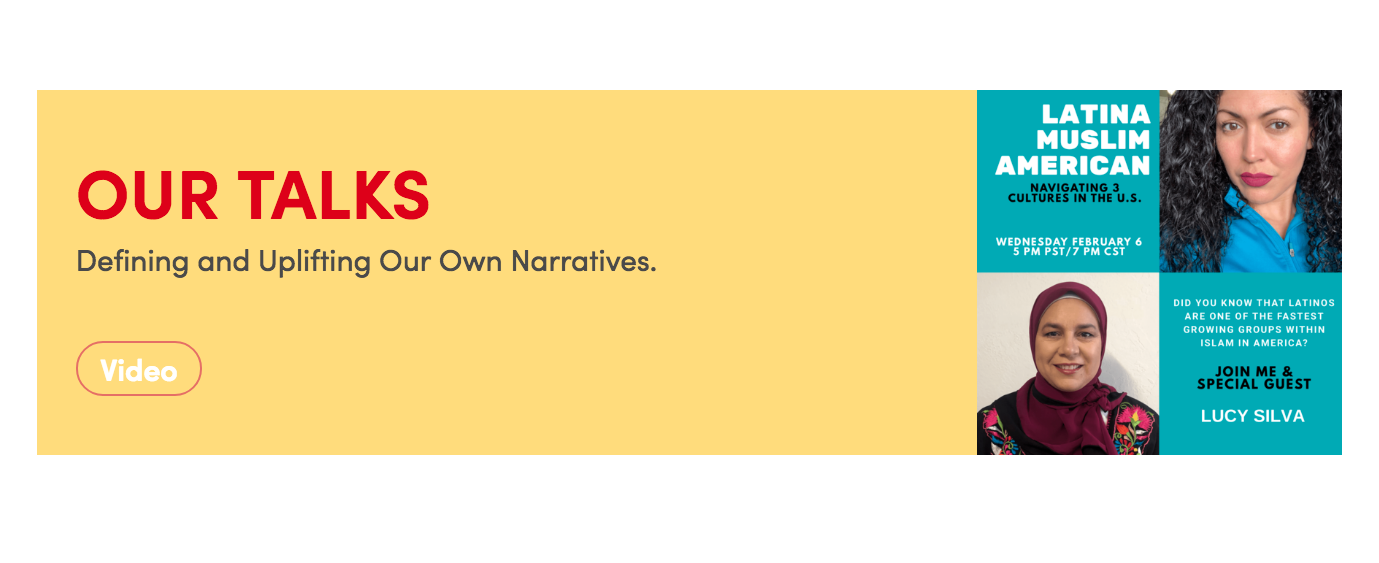 OUR TALKS
Defining and Uplifting Our Own Narratives.
Video
LATINA
MUSLIM
AMERICAN
NAVIGATING 3
CULTURES IN THE U.S.
WEDNESDAY FEBRUARY 6
5 PM PST/7 PM CST
DID YOU KNOW THAT LATINOS
ARE ONE OF THE FASTEST
GROWING GROUPS WITHIN
ISLAM IN AMERICA?
JOIN ME &
SPECIAL GUEST
LUCY SILVA